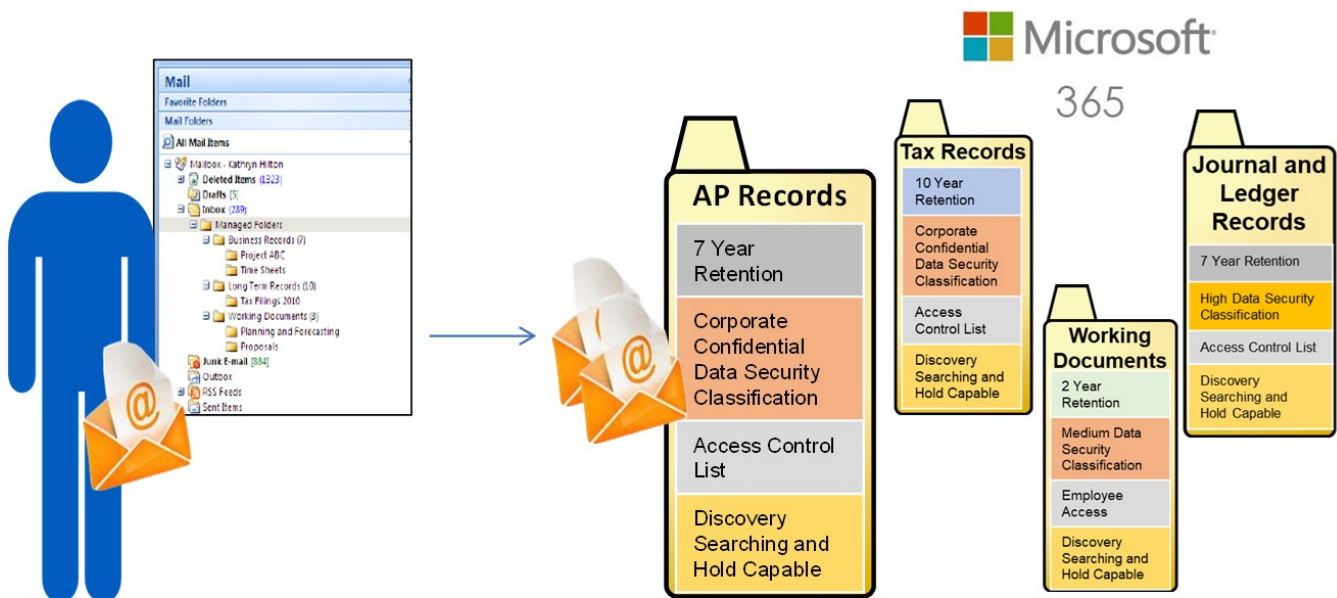 Mail
Favorite Folders
Mail Folders
All Mail Items
Mailbox - Kathryn Hilton
Deleted Items (1323)
Drafts [5]
Inbox (289)
Managed Folders
Business Records (7)
Project ABC
Time Sheets
Long Term Records (10)
Tax Filings 2010
Working Documents (3)
Planning and Forecasting
Proposals
Junk E-mail [884]
Outbox
RSS Feeds
Sent Items
@
@
Microsoft
365
AP Records
7 Year
Retention
Corporate
Confidential
Data Security
Classification
Access Control
List
Discovery
Searching and
Hold Capable
Tax Records
10 Year
Retention
Corporate
Confidential
Data Security
Classification
Access
Control List
Discovery
Searching and
Hold Capable
Working
Documents
2 Year
Retention
Medium Data
Security
Classification
Employee
Access
Discovery
Searching and
Hold Capable
Journal and
Ledger
Records
7 Year Retention
High Data Security
Classification
Access Control List
Discovery
Searching and
Hold Capable